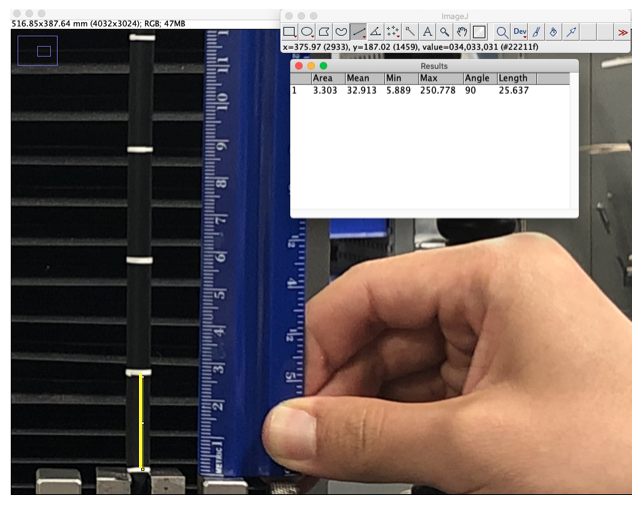 ImageJ
516.85x387.64 mm (4032x3024); RGB; 47MB
A Dev >>
x=375.97 (2933), y=187.02 (1459), value=034,033,031 (#22211f)
Results
Area Mean Min Max Angle Length
1 3.303 32.913 5.889 250.778 90 25.637
11
10
9
8
7
6
5
4
3
2
METRIC 1